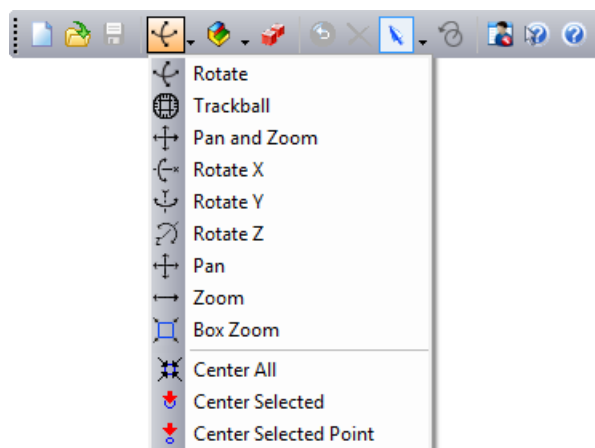 Rotate
Trackball
Pan and Zoom
Rotate X
Rotate Y
Rotate Z
Pan
Zoom
Box Zoom
Center All
Center Selected
Center Selected Point